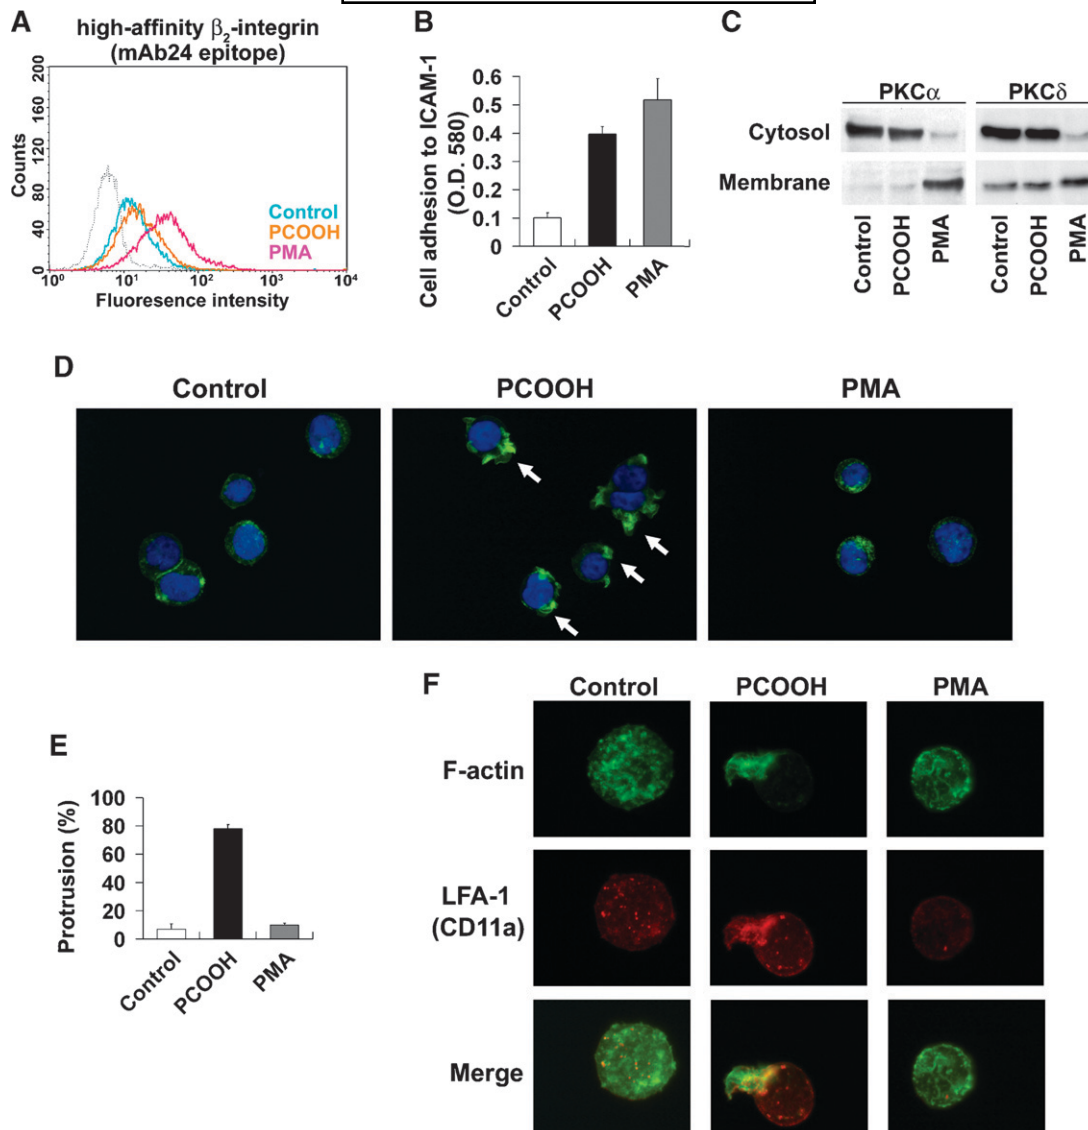 A
high-affinity β2-integrin
(mAb24 epitope)
200
160
120
80
40
0
Counts
Control
PCOOH
PMA
10^0 10^1 10^2 10^3 10^4
Fluoresence intensity
B
Cell adhesion to ICAM-1
(O.D. 580)
0.6
0.5
0.4
0.3
0.2
0.1
0
Control
PCOOH
PMA
C
PKCα PKCδ
Cytosol
Membrane
Control
PCOOH
PMA
Control
PCOOH
PMA
D
Control PCOOH PMA
E
Protrusion (%)
100
80
60
40
20
0
Control
PCOOH
PMA
F
Control PCOOH PMA
F-actin
LFA-1
(CD11a)
Merge